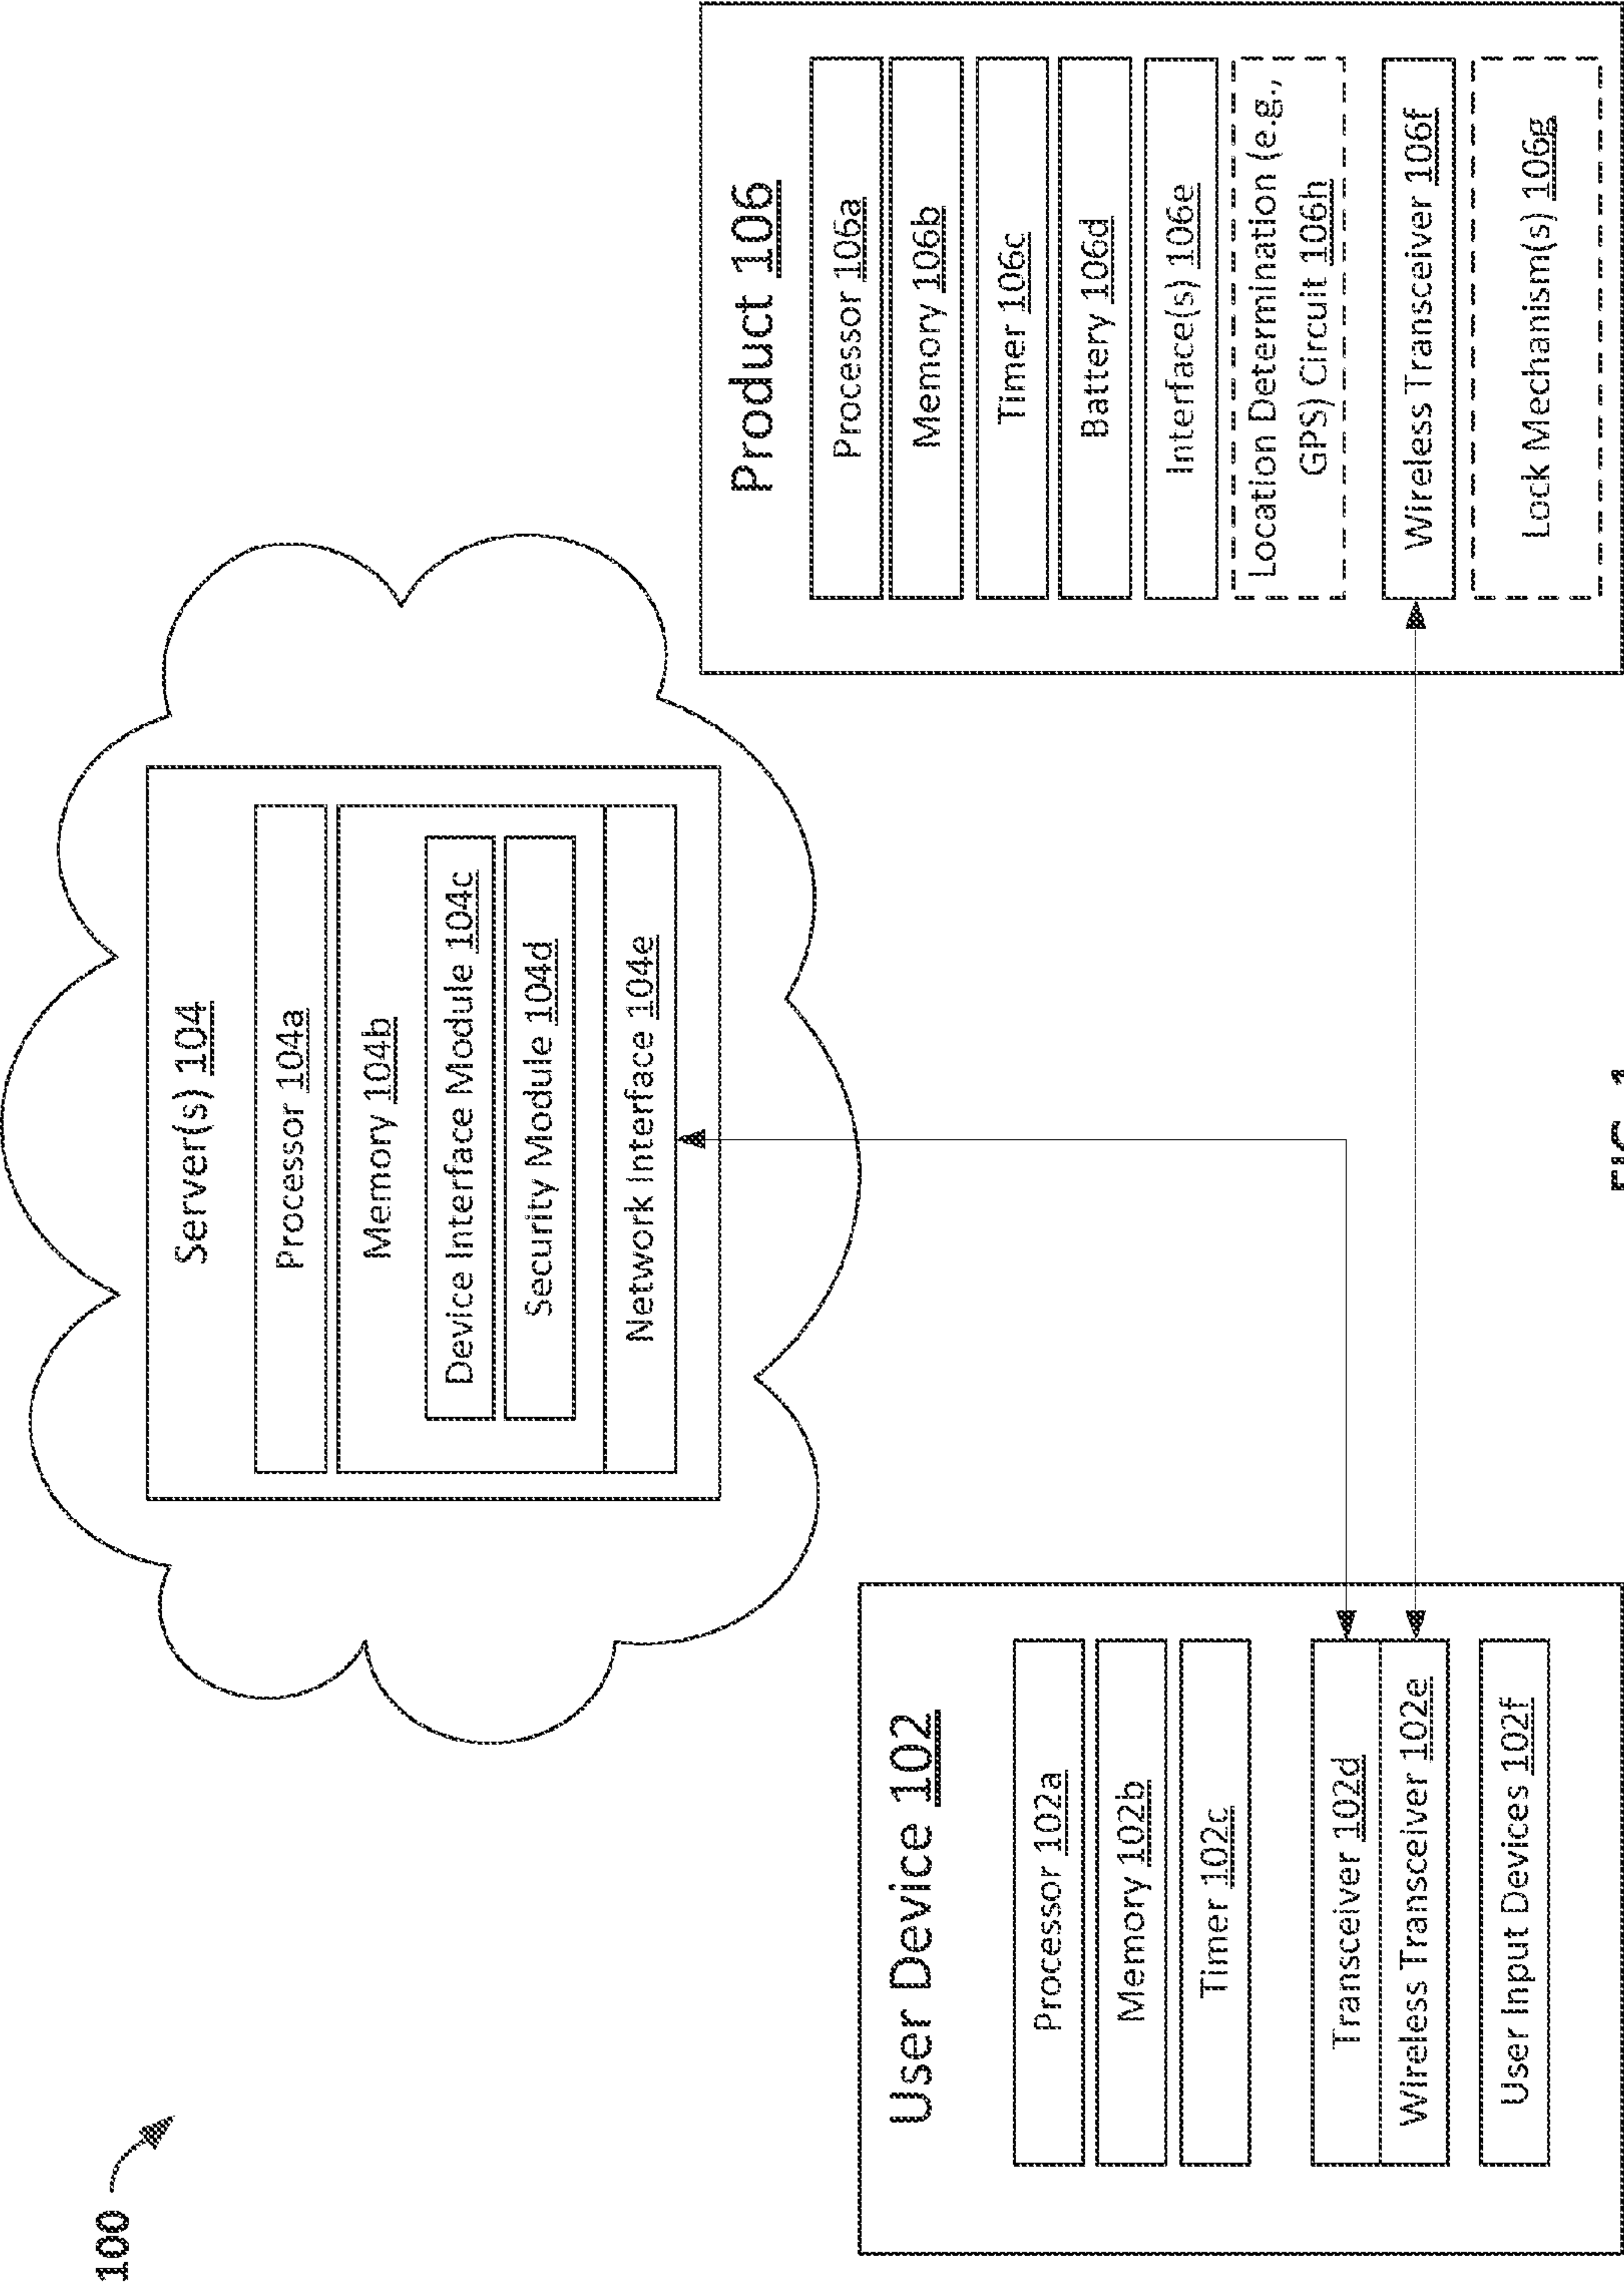 100
Server(s) 104
Processor 104a
Memory 104b
Device Interface Module 104c
Security Module 104d
Network Interface 104e
User Device 102
Processor 102a
Memory 102b
Timer 102c
Transceiver 102d
Wireless Transceiver 102e
User Input Devices 102f
Product 106
Processor 106a
Memory 106b
Timer 106c
Battery 106d
Interface(s) 106e
Location Determination (e.g.,
GPS) Circuit 106h
Wireless Transceiver 106f
Lock Mechanism(s) 106g